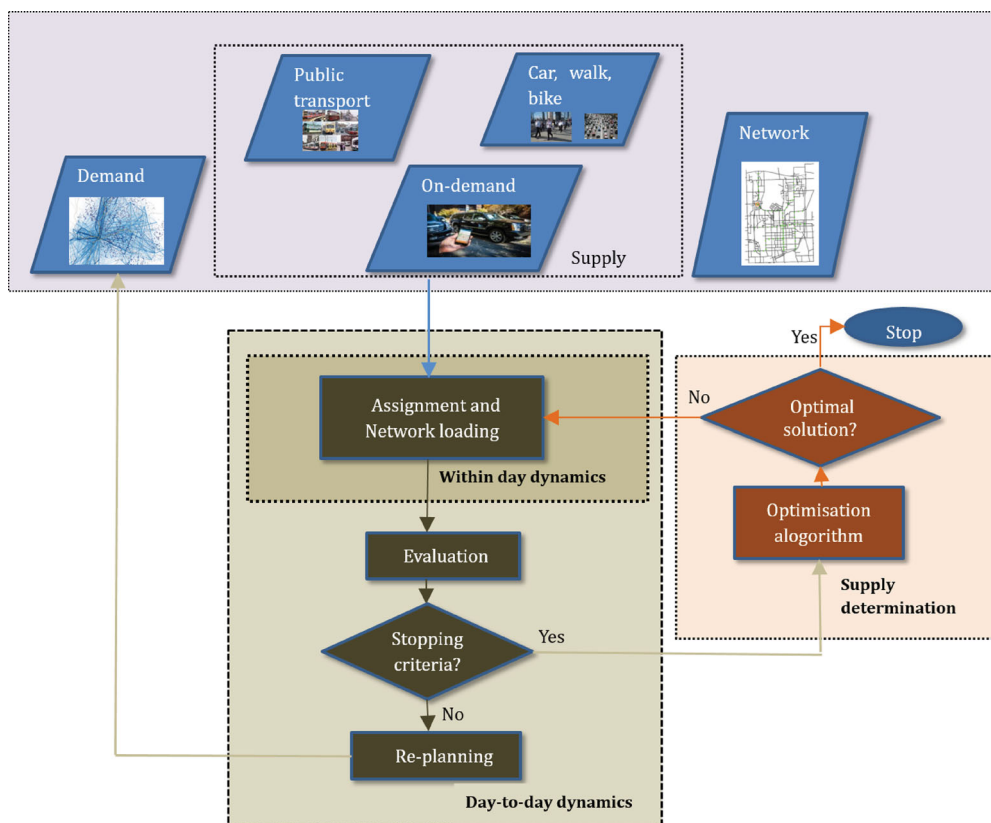 Public
transport
Car, walk,
bike
Network
Demand
On-demand
Supply
Yes
Stop
No
Optimal
solution?
Assignment and
Network loading
Within day dynamics
Optimisation
alogorithm
Evaluation
Supply
determination
Stopping
criteria?
Yes
No
Re-planning
Day-to-day dynamics